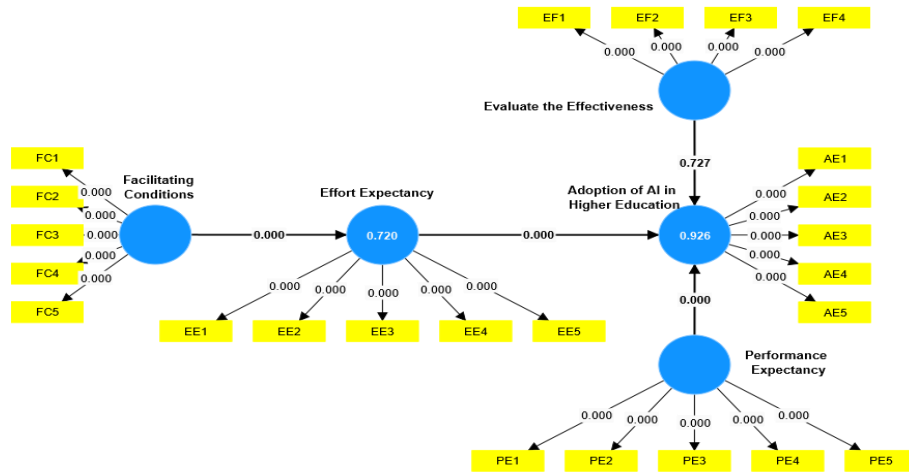 EF1 EF2 EF3 EF4
0.000 0.000 0.000 0.000
Evaluate the Effectiveness
0.727
FC1
FC2
FC3
FC4
FC5
0.000
0.000
0.000
0.000
0.000
Facilitating
Conditions
0.000
Effort Expectancy
0.720
0.000
Adoption of AI in
Higher Education
0.926
AE1
AE2
AE3
AE4
AE5
0.000
0.000
0.000
0.000
0.000
0.000 0.000 0.000 0.000 0.000
EE1 EE2 EE3 EE4 EE5
0.000
Performance
Expectancy
0.000 0.000 0.000 0.000 0.000
PE1 PE2 PE3 PE4 PE5